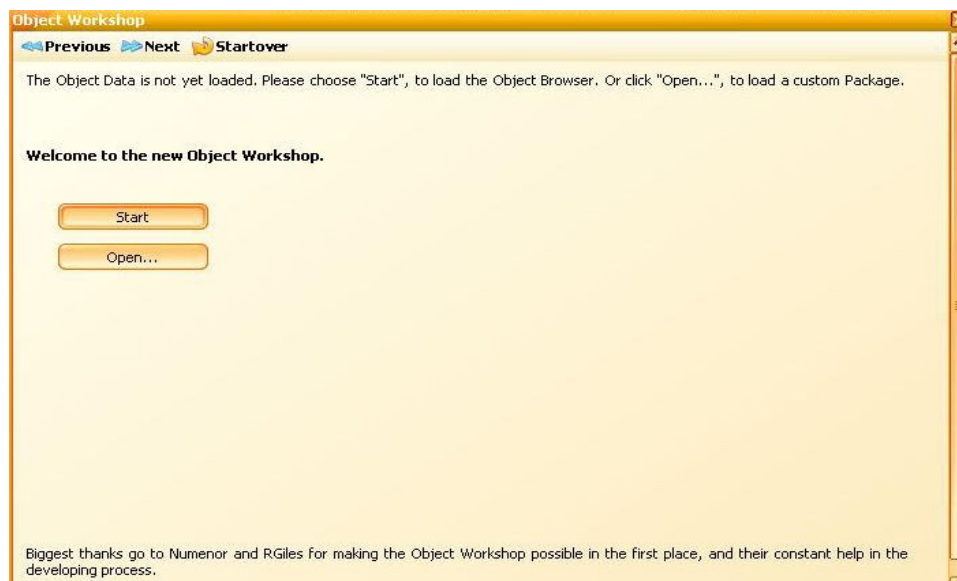 Object Workshop
Previous Next Startover
The Object Data is not yet loaded. Please choose "Start", to load the Object Browser. Or click "Open...", to load a custom Package.
Welcome to the new Object Workshop.
Start
Open...
Biggest thanks go to Numenor and RGiles for making the Object Workshop possible in the first place, and their constant help in the
developing process.